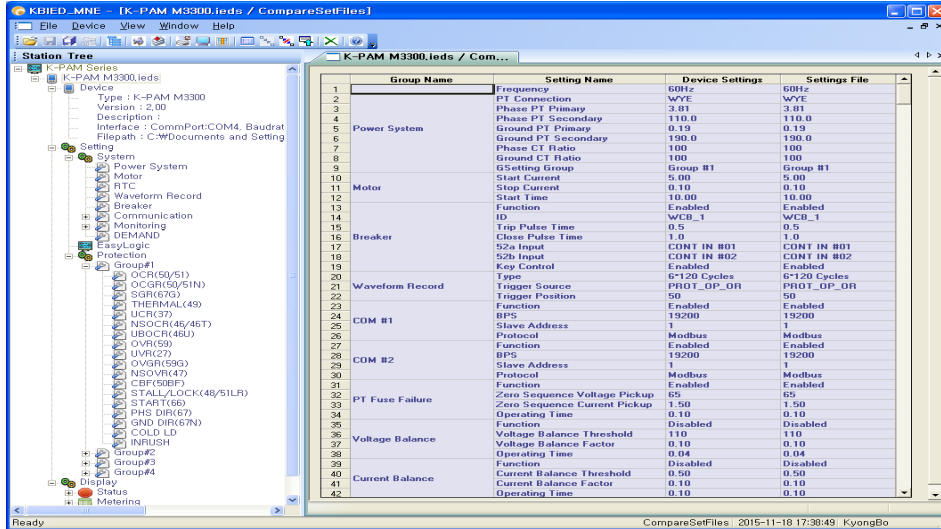 KBIED_MNE - [K-PAM M3300.ieds / CompareSetFiles]
File Device View Window Help
Station Tree
K-PAM M3300.ieds / Com...
K-PAM Series
K-PAM M3300.ieds
Device
Type : K-PAM M3300
Version : 2.00
Description :
Interface : CommPort:COM4, Baudrat
Filepath : C:₩Documents and Setting
Setting
System
Power System
Motor
RTC
Waveform Record
Breaker
Communication
Monitoring
DEMAND
EasyLogic
Protection
Group#1
OCR(50/51)
OCGR(50/51N)
SGR(67G)
THERMAL(49)
UCR(37)
NSOCR(46/46T)
UBOCR(46U)
OVR(59)
UVR(27)
OVGR(59G)
NSOVR(47)
CBF(50BF)
STALL/LOCK(48/51LR)
START(66)
PHS DIR(67)
GND DIR(67N)
COLD LD
INRUSH
Group#2
Group#3
Group#4
Display
Status
Metering
Group Name Setting Name Device Settings Settings File
1 Frequency 60Hz 60Hz
2 PT Connection WYE WYE
3 Phase PT Primary 3.81 3.81
4 Phase PT Secondary 110.0 110.0
5 Power System Ground PT Primary 0.19 0.19
6 Ground PT Secondary 190.0 190.0
7 Phase CT Ratio 100 100
8 Ground CT Ratio 100 100
9 GSetting Group Group #1 Group #1
10 Start Current 5.00 5.00
11 Motor Stop Current 0.10 0.10
12 Start Time 10.00 10.00
13 Function Enabled Enabled
14 ID WCB_1 WCB_1
15 Trip Pulse Time 0.5 0.5
16 Breaker Close Pulse Time 1.0 1.0
17 52a Input CONT IN #01 CONT IN #01
18 52b Input CONT IN #02 CONT IN #02
19 Key Control Enabled Enabled
20 Type 6*120 Cycles 6*120 Cycles
21 Waveform Record Trigger Source PROT_OP_OR PROT_OP_OR
22 Trigger Position 50 50
23 Function Enabled Enabled
24 COM #1 BPS 19200 19200
25 Slave Address 1 1
26 Protocol Modbus Modbus
27 Function Enabled Enabled
28 COM #2 BPS 19200 19200
29 Slave Address 1 1
30 Protocol Modbus Modbus
31 Function Enabled Enabled
32 PT Fuse Failure Zero Sequence Voltage Pickup 65 65
33 Zero Sequence Current Pickup 1.50 1.50
34 Operating Time 0.10 0.10
35 Function Disabled Disabled
36 Voltage Balance Voltage Balance Threshold 110 110
37 Voltage Balance Factor 0.10 0.10
38 Operating Time 0.04 0.04
39 Function Disabled Disabled
40 Current Balance Current Balance Threshold 0.50 0.50
41 Current Balance Factor 0.10 0.10
42 Operating Time 0.10 0.10
Ready CompareSetFiles 2015-11-18 17:38:49 KyongBo